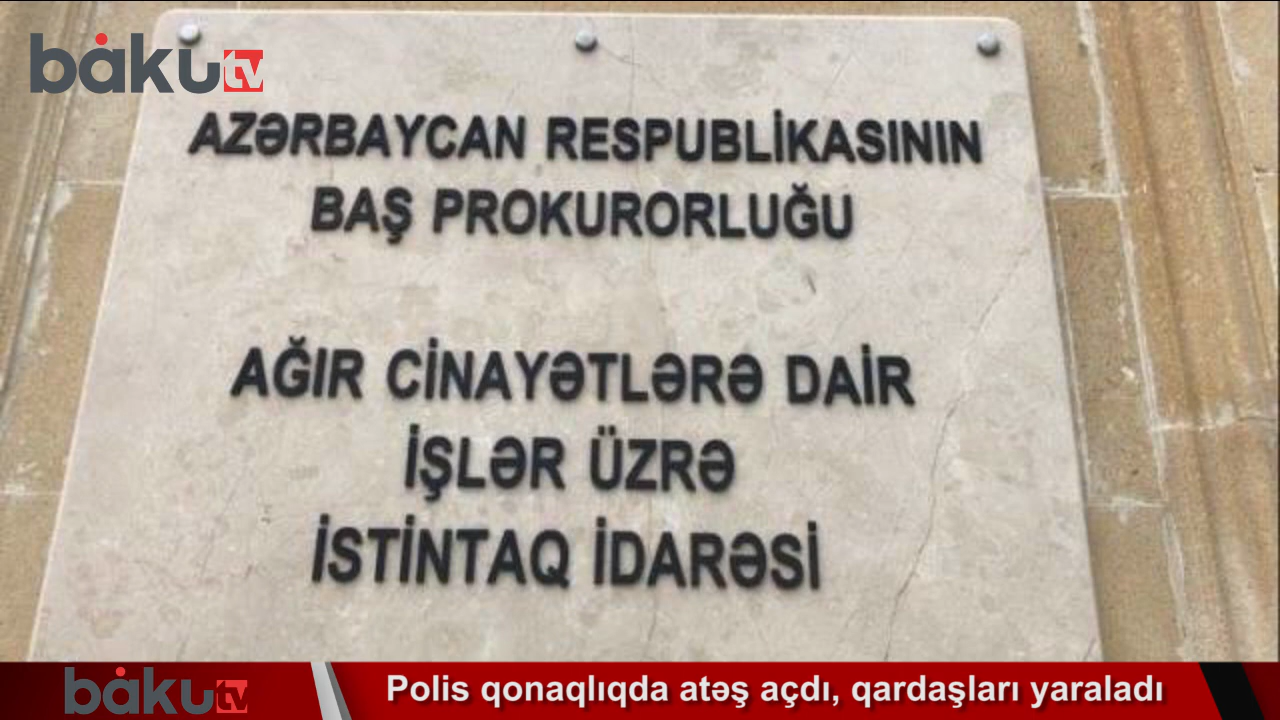 bakutv
AZƏRBAYCAN RESPUBLİKASININ
BAŞ PROKURORLUĞU
AĞIR CİNAYƏTLƏRƏ DAİR
İŞLƏR ÜZRƏ
İSTİNTAQ İDARƏSİ
bakutv
Polis qonaqlıqda atəş açdı, qardaşları yaraladı